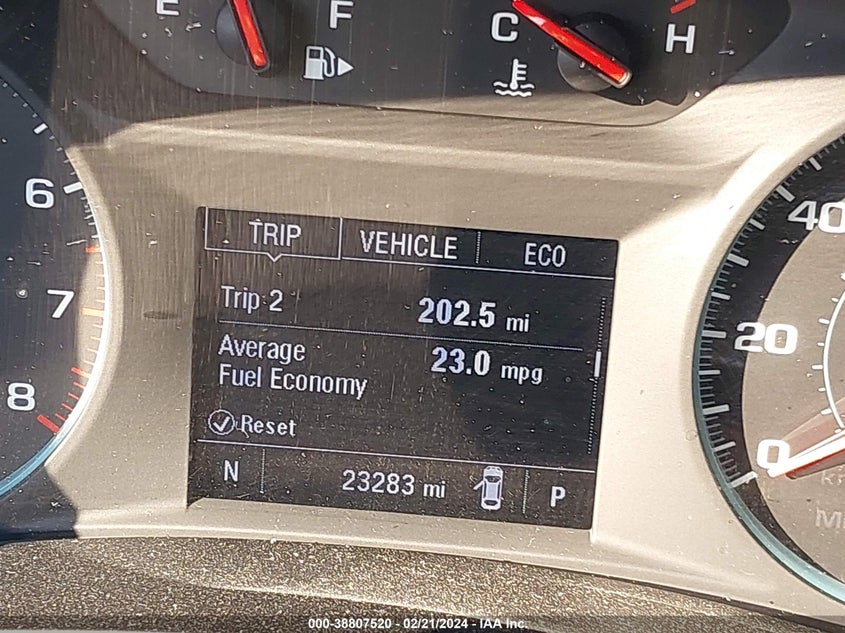 E F
C H
6
7
8
40
20
0
TRIP VEHICLE ECO
Trip 2 202.5 mi
Average 23.0 mpg
Fuel Economy
Reset
N 23283 mi P
000-38807520 - 02/21/2024 - IAA Inc.